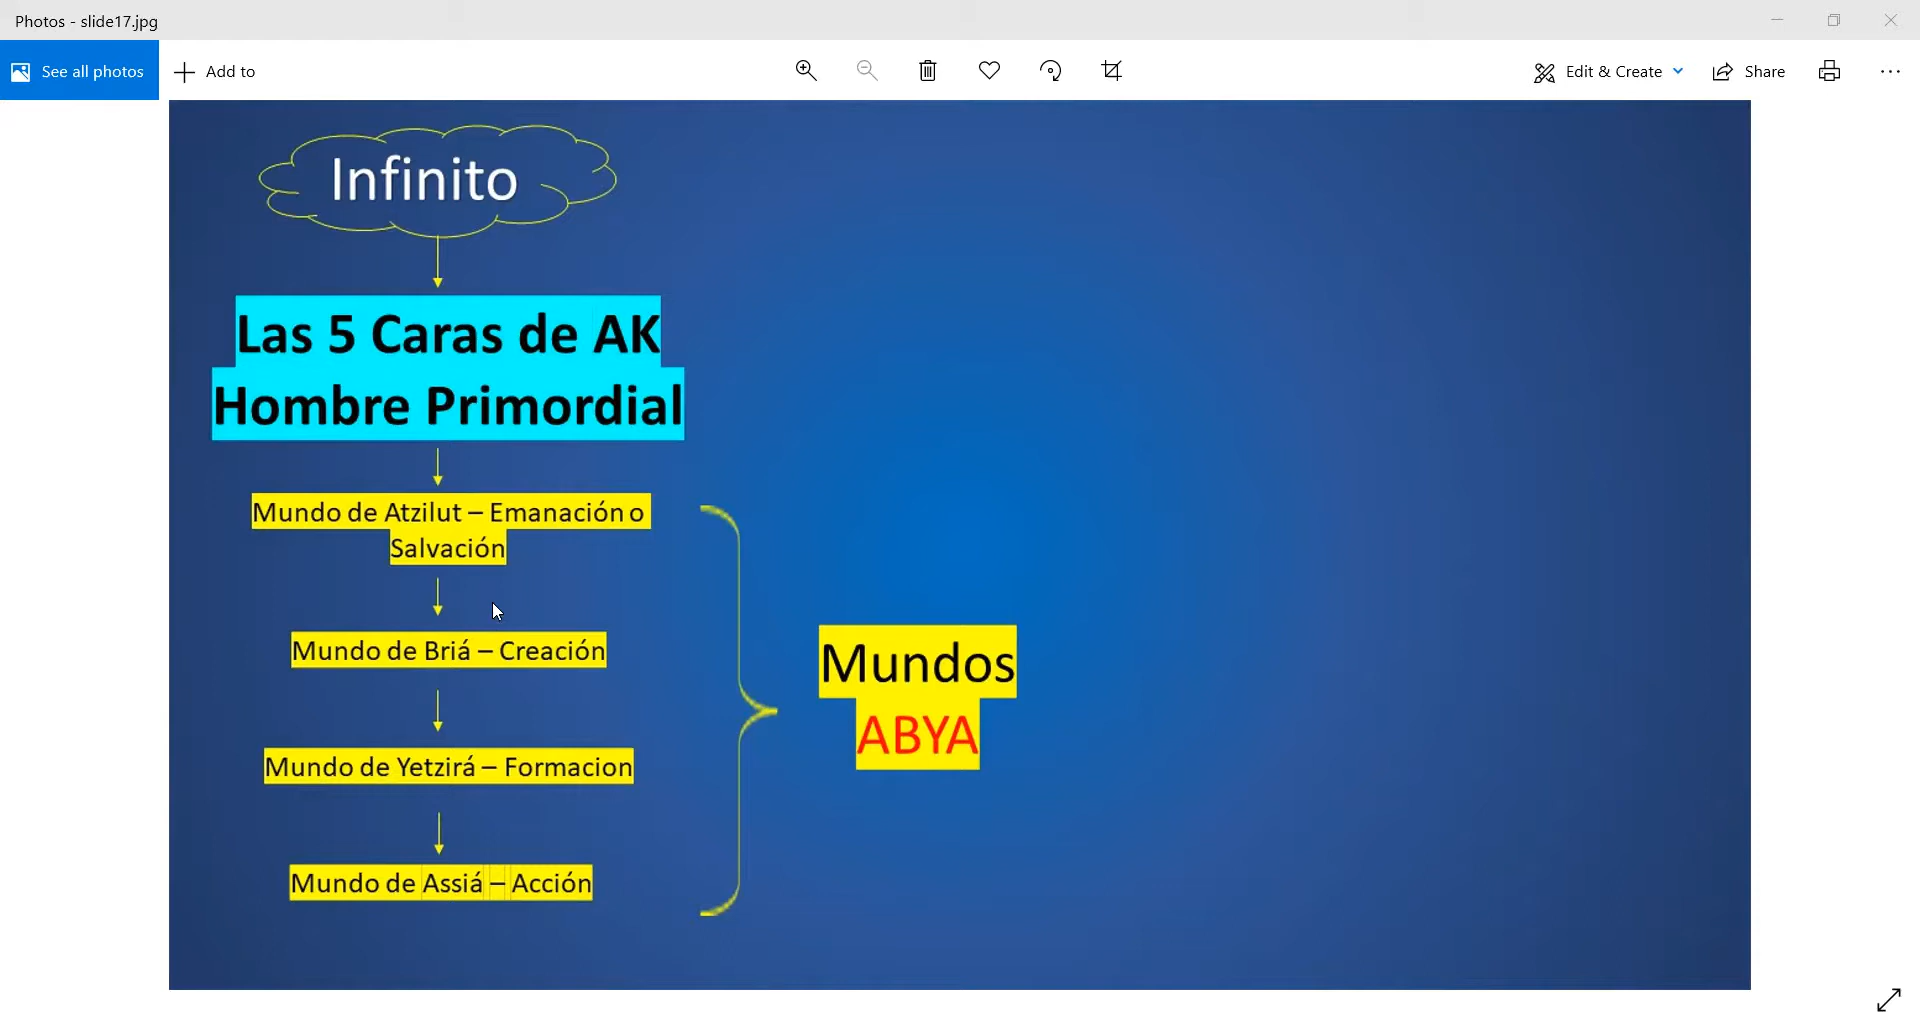 Photos - slide17.jpg
See all photos
Add to
Edit & Create
Share
Infinito
Las 5 Caras de AK
Hombre Primordial
Mundo de Atzilut – Emanación o
Salvación
Mundo de Briá – Creación
Mundo de Yetzirá – Formacion
Mundo de Assiá – Acción
Mundos
ABYA